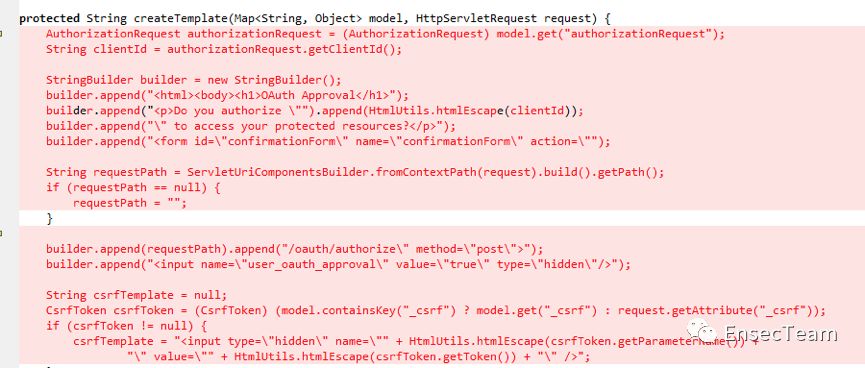 protected String createTemplate(Map<String, Object> model, HttpServletRequest request) {
    AuthorizationRequest authorizationRequest = (AuthorizationRequest) model.get("authorizationRequest");
    String clientId = authorizationRequest.getClientId();

    StringBuilder builder = new StringBuilder();
    builder.append("<html><body><h1>OAuth Approval</h1>");
    builder.append("<p>Do you authorize \"").append(HtmlUtils.htmlEscape(clientId));
    builder.append("\" to access your protected resources?</p>");
    builder.append("<form id=\"confirmationForm\" name=\"confirmationForm\" action=\"");

    String requestPath = ServletUriComponentsBuilder.fromContextPath(request).build().getPath();
    if (requestPath == null) {
        requestPath = "";
    }

    builder.append(requestPath).append("/oauth/authorize\" method=\"post\">");
    builder.append("<input name=\"user_oauth_approval\" value=\"true\" type=\"hidden\"/>");

    String csrfTemplate = null;
    CsrfToken csrfToken = (CsrfToken) (model.containsKey("_csrf") ? model.get("_csrf") : request.getAttribute("_csrf"));
    if (csrfToken != null) {
        csrfTemplate = "<input type=\"hidden\" name=\"" + HtmlUtils.htmlEscape(csrfToken.getParameterName()) +
                "\" value=\"" + HtmlUtils.htmlEscape(csrfToken.getToken()) + "\" />";
EnsecTeam